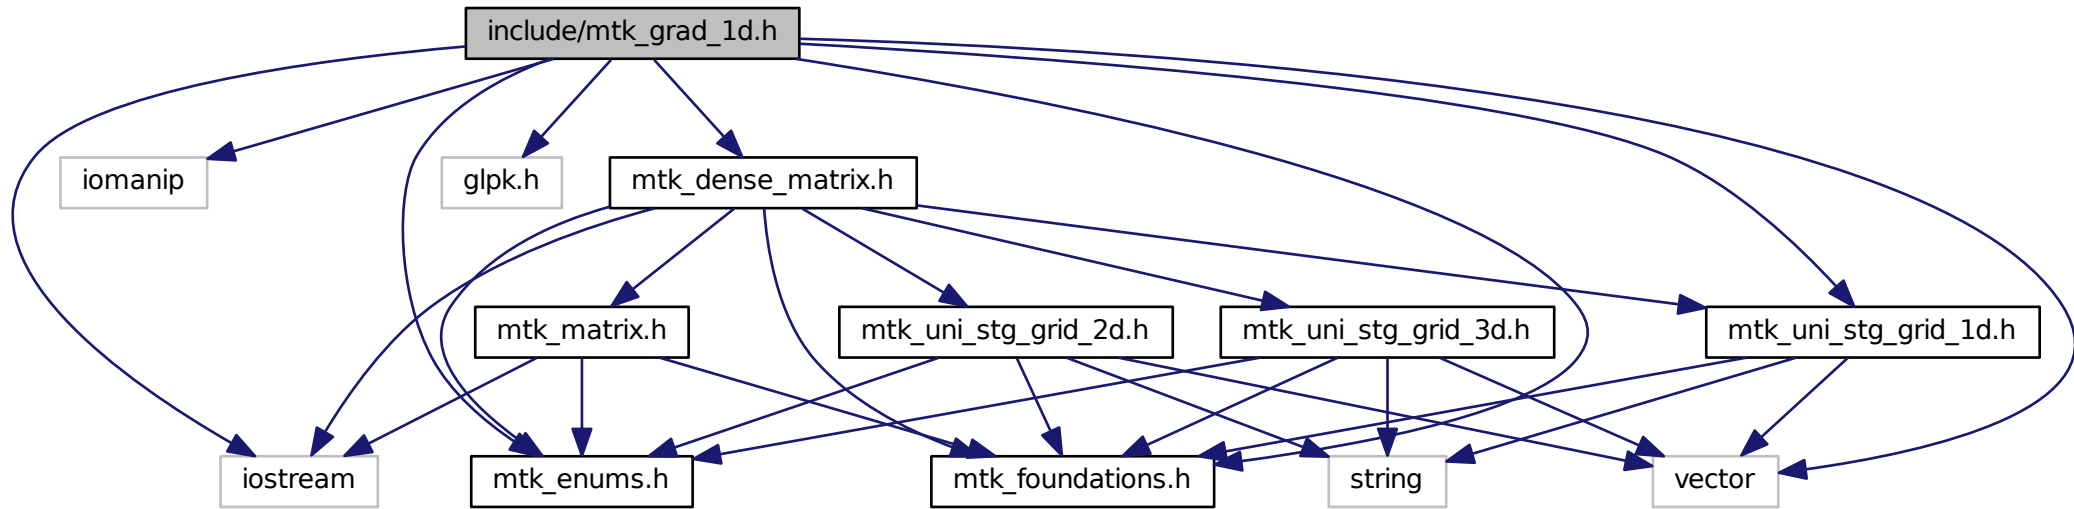 include/mtk_grad_1d.h
iomanip
glpk.h
mtk_dense_matrix.h
mtk_matrix.h
mtk_uni_stg_grid_2d.h
mtk_uni_stg_grid_3d.h
mtk_uni_stg_grid_1d.h
iostream
mtk_enums.h
mtk_foundations.h
string
vector